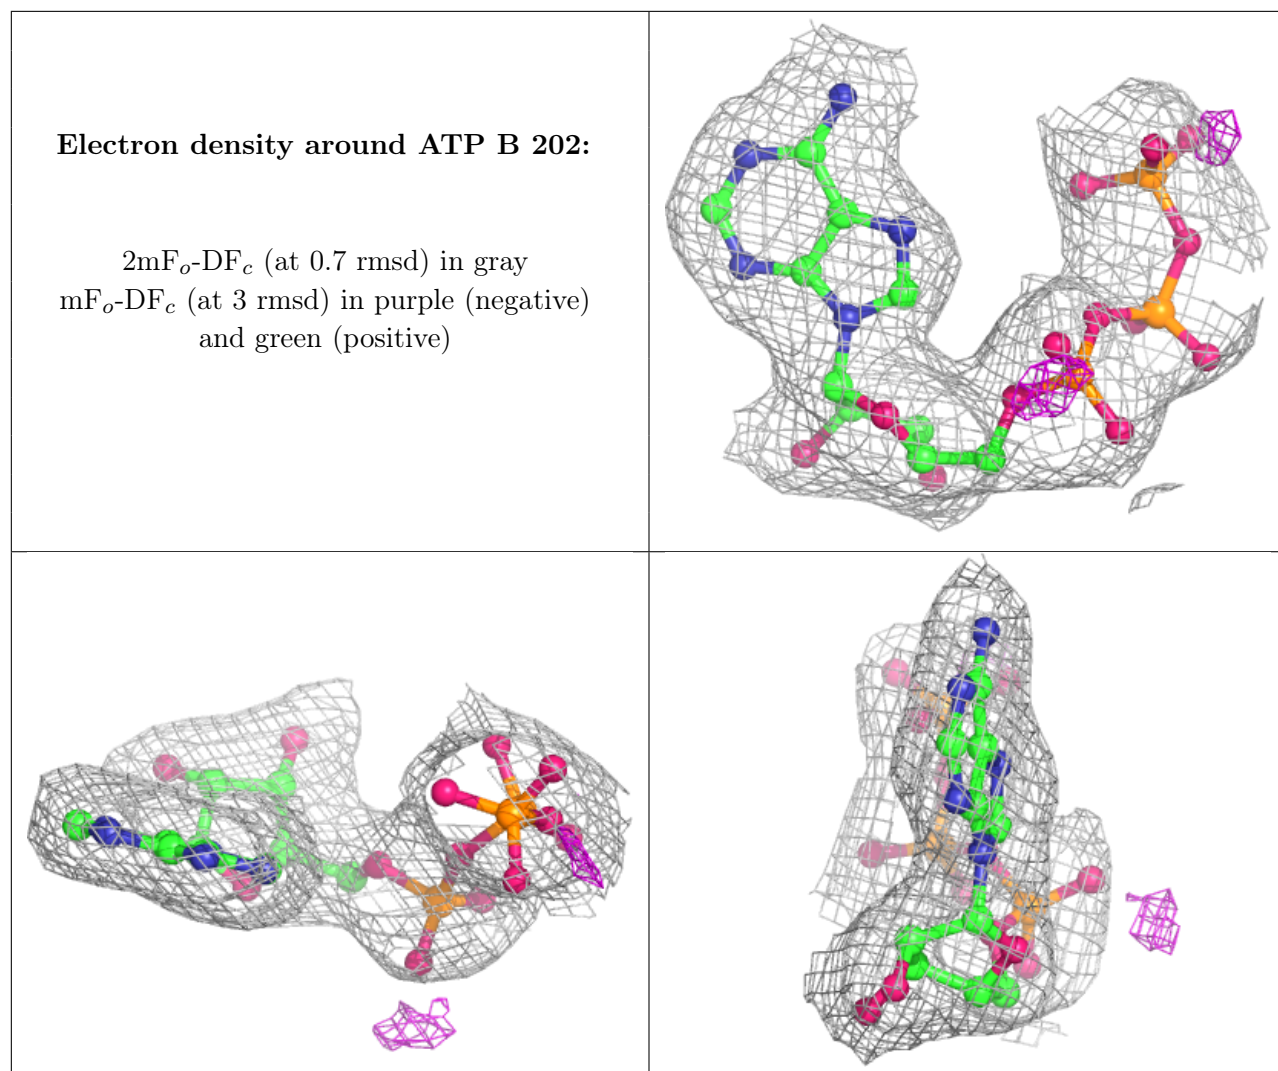 Electron density around ATP B 202:
2mFo-DFc (at 0.7 rmsd) in gray
mFo-DFc (at 3 rmsd) in purple (negative)
and green (positive)